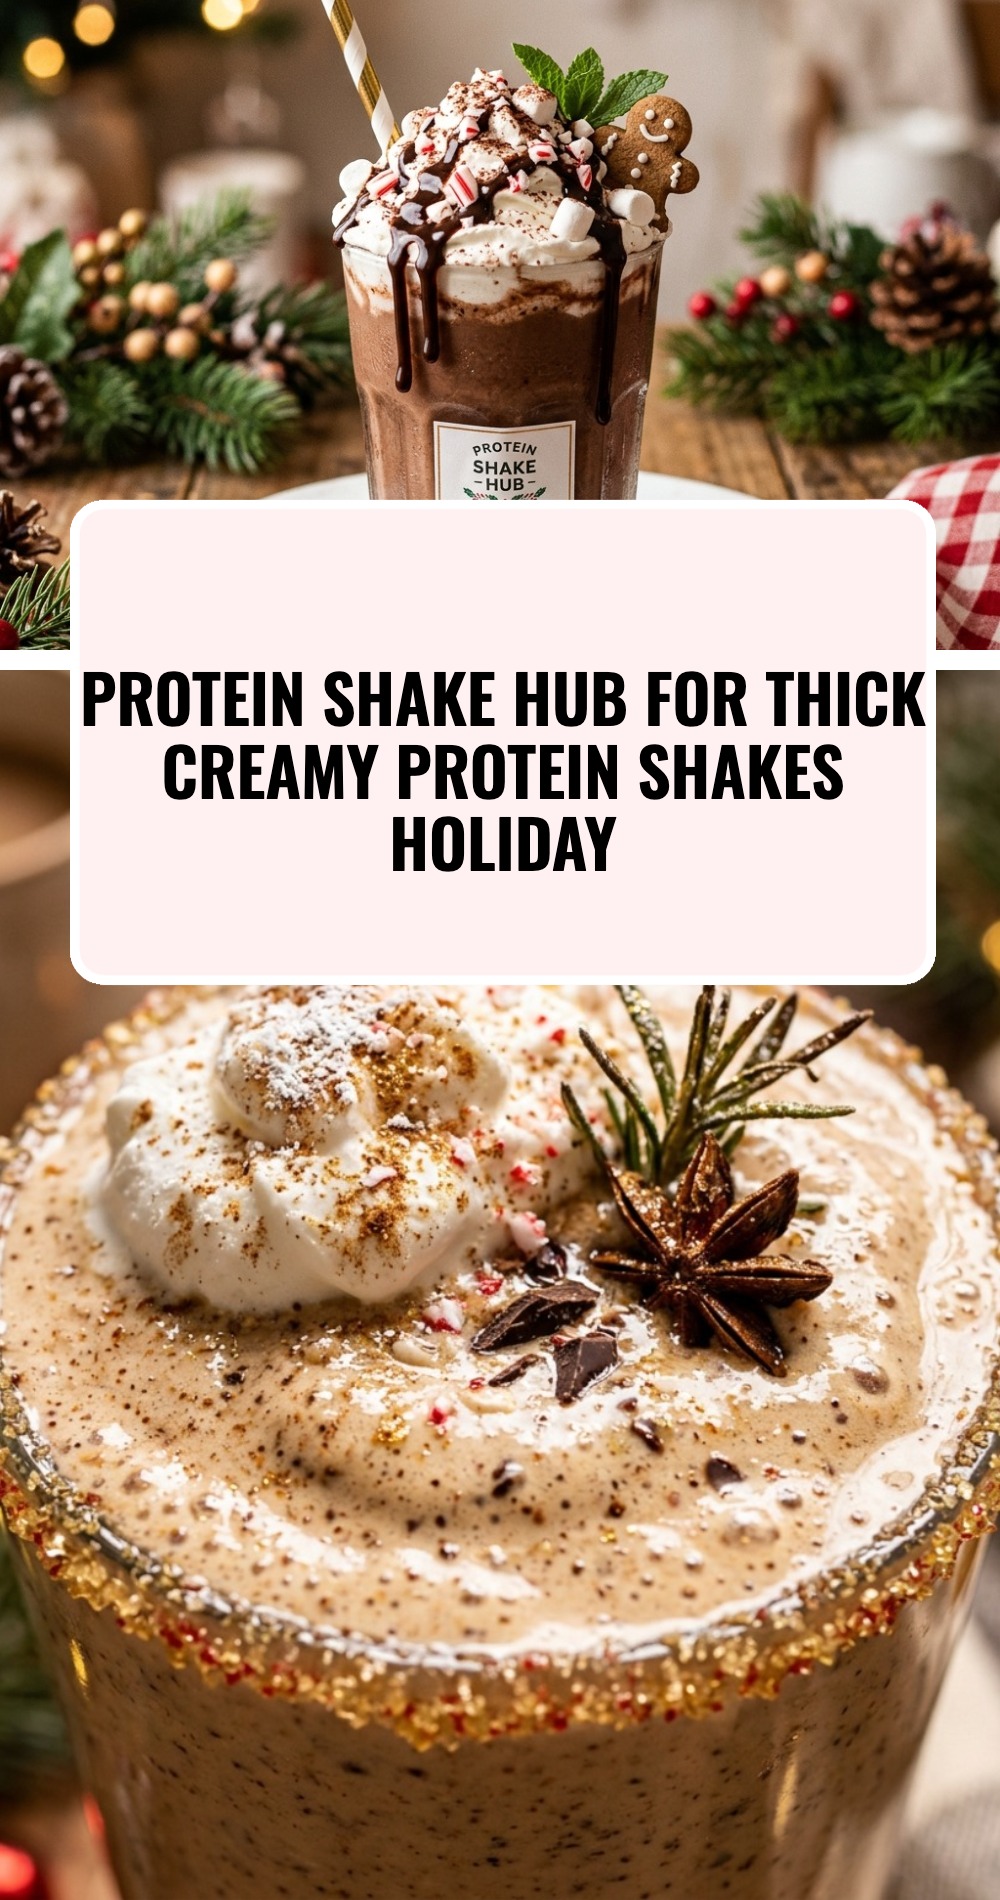 PROTEIN
SHAKE
-HUB-
PROTEIN SHAKE HUB FOR THICK
CREAMY PROTEIN SHAKES
HOLIDAY